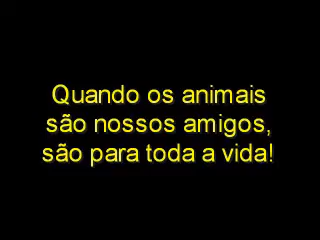 Quando os animais
são nossos amigos,
são para toda a vida!